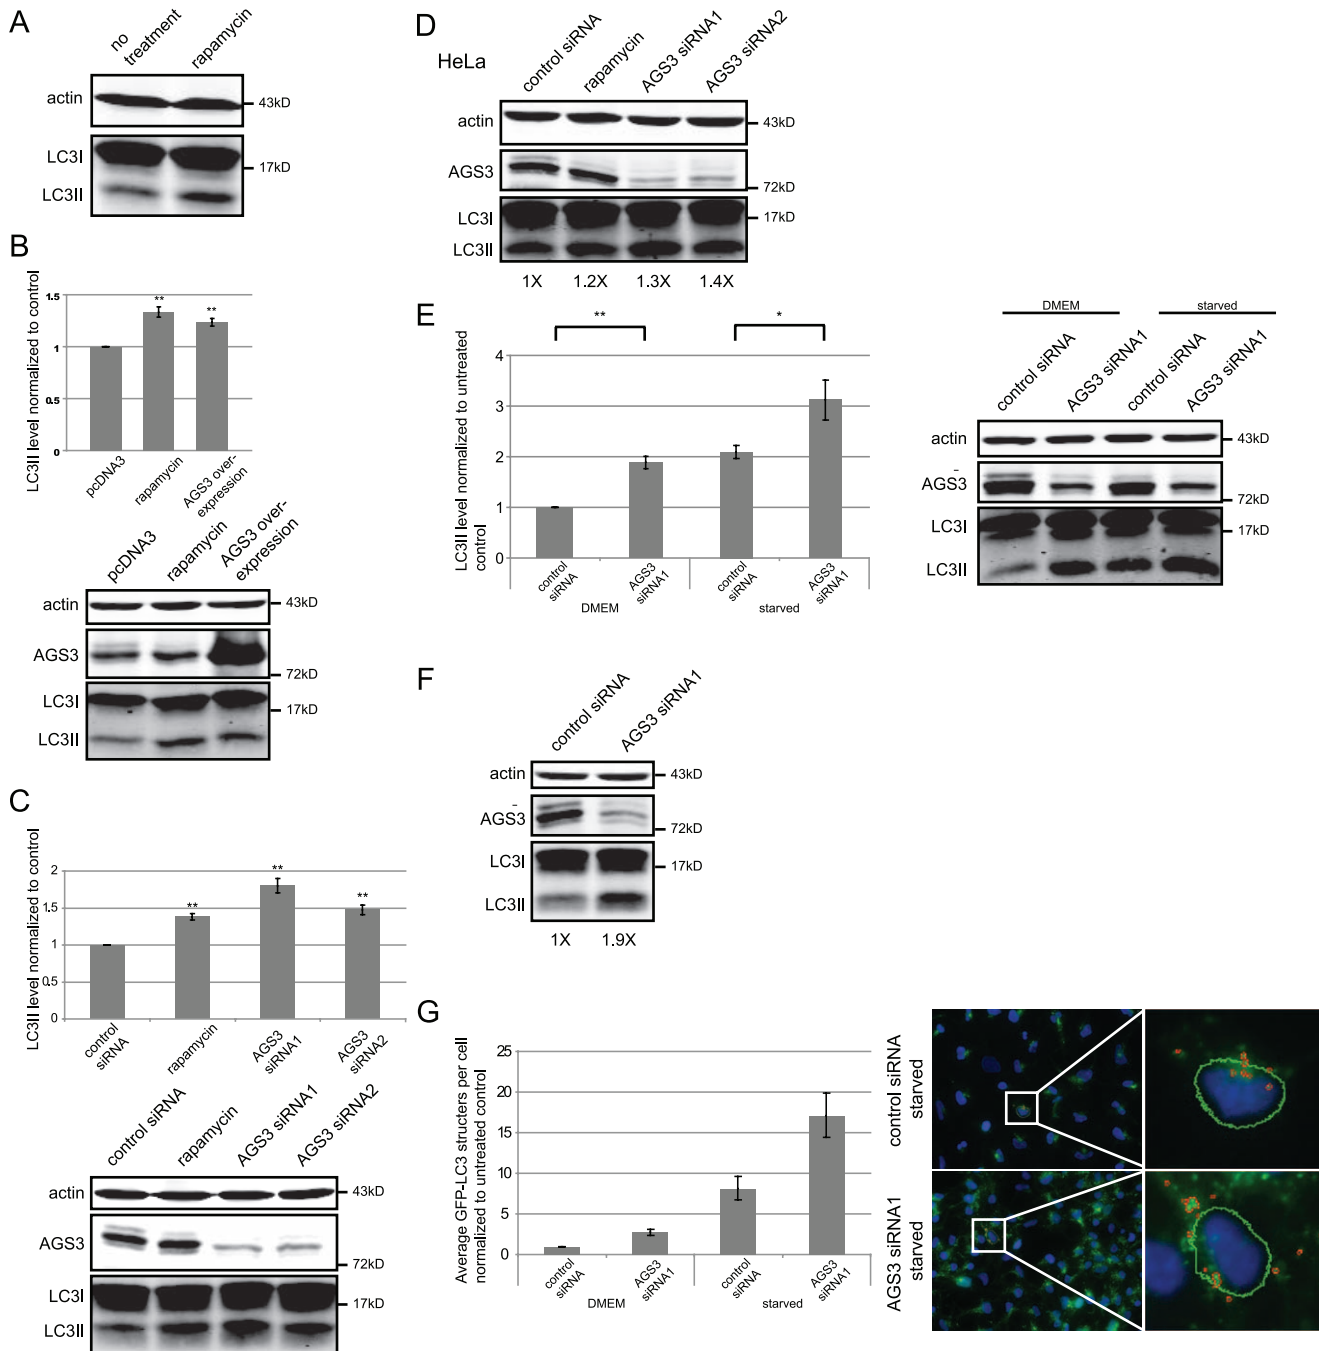 A
no
treatment
rapamycin
actin
43kD
LC3I
17kD
LC3II
B
LC3II level normalized to control
1.5
1
0.5
0
**
**
pcDNA3
rapamycin
AGS3 over-
expression
pcDNA3
rapamycin
AGS3 over-
expression
actin
43kD
AGS3
72kD
LC3I
17kD
LC3II
C
LC3II level normalized to control
2
1.5
1
0.5
0
**
**
**
control
siRNA
rapamycin
AGS3
siRNA1
AGS3
siRNA2
control siRNA
rapamycin
AGS3 siRNA1
AGS3 siRNA2
actin
43kD
AGS3
72kD
LC3I
17kD
LC3II
D
HeLa
control siRNA
rapamycin
AGS3 siRNA1
AGS3 siRNA2
actin
43kD
AGS3
72kD
LC3I
17kD
LC3II
1X
1.2X
1.3X
1.4X
E
LC3II level normalized to untreated
control
4
3
2
1
0
**
*
control
siRNA
AGS3
siRNA1
control
siRNA
AGS3
siRNA1
DMEM
starved
DMEM
starved
control siRNA
AGS3 siRNA1
control siRNA
AGS3 siRNA1
actin
43kD
AGS3
72kD
LC3I
17kD
LC3II
F
control siRNA
AGS3 siRNA1
actin
43kD
AGS3
72kD
LC3I
17kD
LC3II
1X
1.9X
G
Average GFP-LC3 structers per cell
normalized to untreated control
25
20
15
10
5
0
control
siRNA
AGS3
siRNA1
control
siRNA
AGS3
siRNA1
DMEM
starved
control siRNA
starved
AGS3 siRNA1
starved